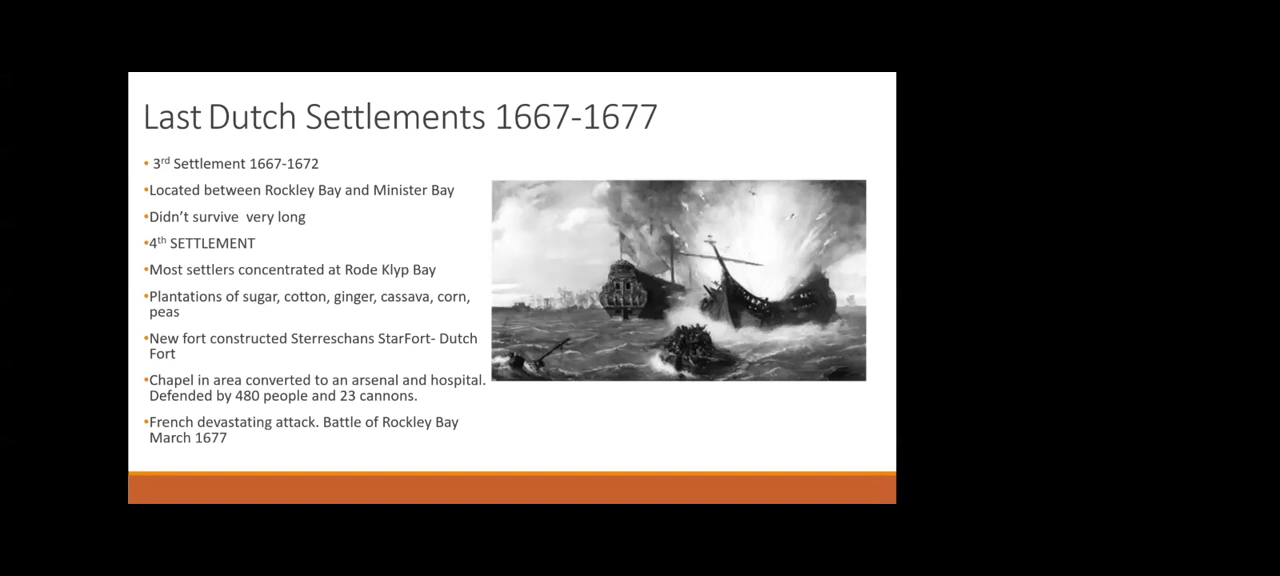 Last Dutch Settlements 1667-1677
• 3rd Settlement 1667-1672
•Located between Rockley Bay and Minister Bay
•Didn't survive  very long
•4th SETTLEMENT
•Most settlers concentrated at Rode Klyp Bay
•Plantations of sugar, cotton, ginger, cassava, corn,
peas
•New fort constructed Sterreschans StarFort- Dutch
Fort
•Chapel in area converted to an arsenal and hospital.
Defended by 480 people and 23 cannons.
•French devastating attack. Battle of Rockley Bay
March 1677